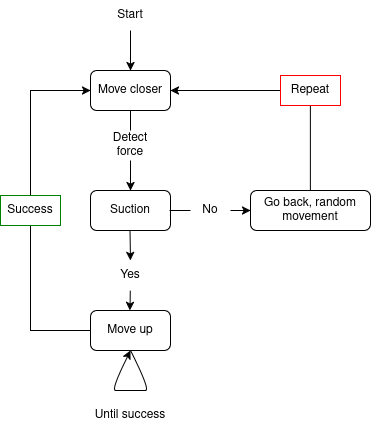 Start
Move closer
Repeat
Detect
force
Success
Suction
No
Go back, random
movement
Yes
Move up
Until success